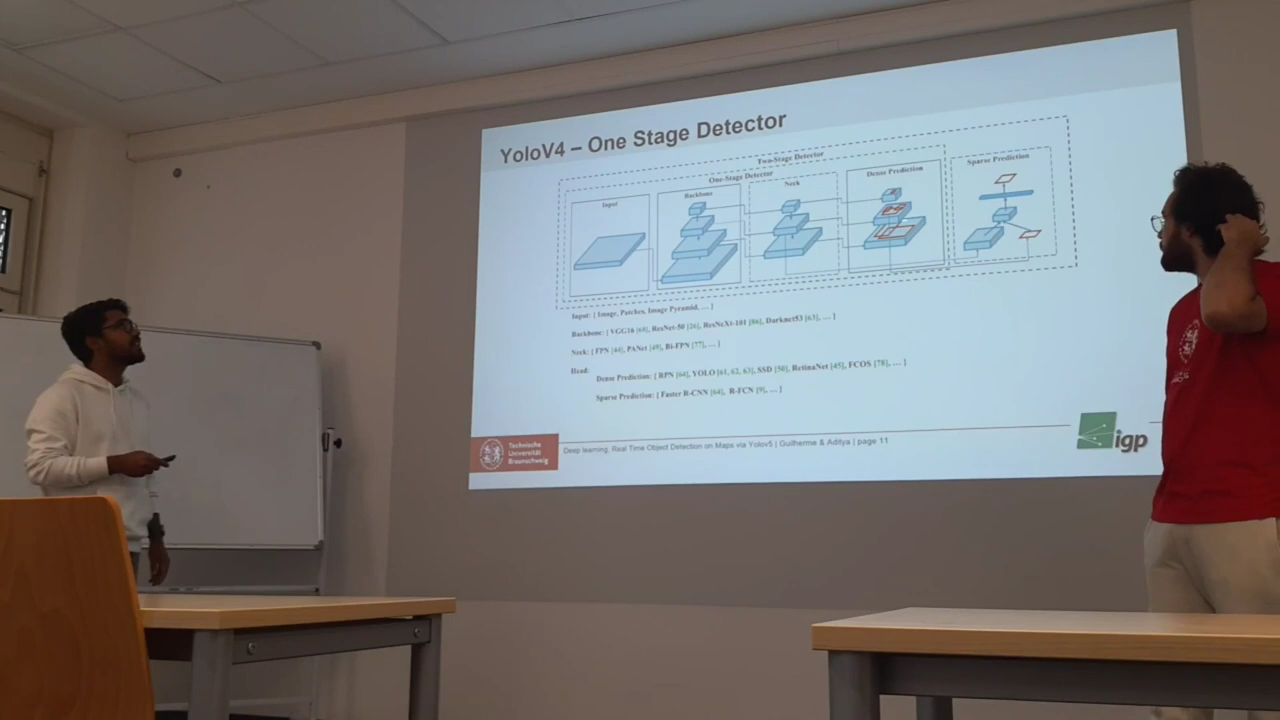 YoloV4 – One Stage Detector
Two-Stage Detector
One-Stage Detector
Input
Backbone
Neck
Dense Prediction
Sparse Prediction
Input: { Image, Patches, Image Pyramid, … }
Backbone: { VGG16 [68], ResNet-50 [26], ResNeXt-101 [86], Darknet53 [63], … }
Neck: { FPN [44], PANet [49], Bi-FPN [77], … }
Head:
Dense Prediction: { RPN [64], YOLO [61, 62, 63], SSD [50], RetinaNet [45], FCOS [78], … }
Sparse Prediction: { Faster R-CNN [64], R-FCN [9], … }
Technische
Universität
Braunschweig
Deep learning, Real Time Object Detection on Maps via Yolov5 | Guilherme & Aditya | page 11
igp